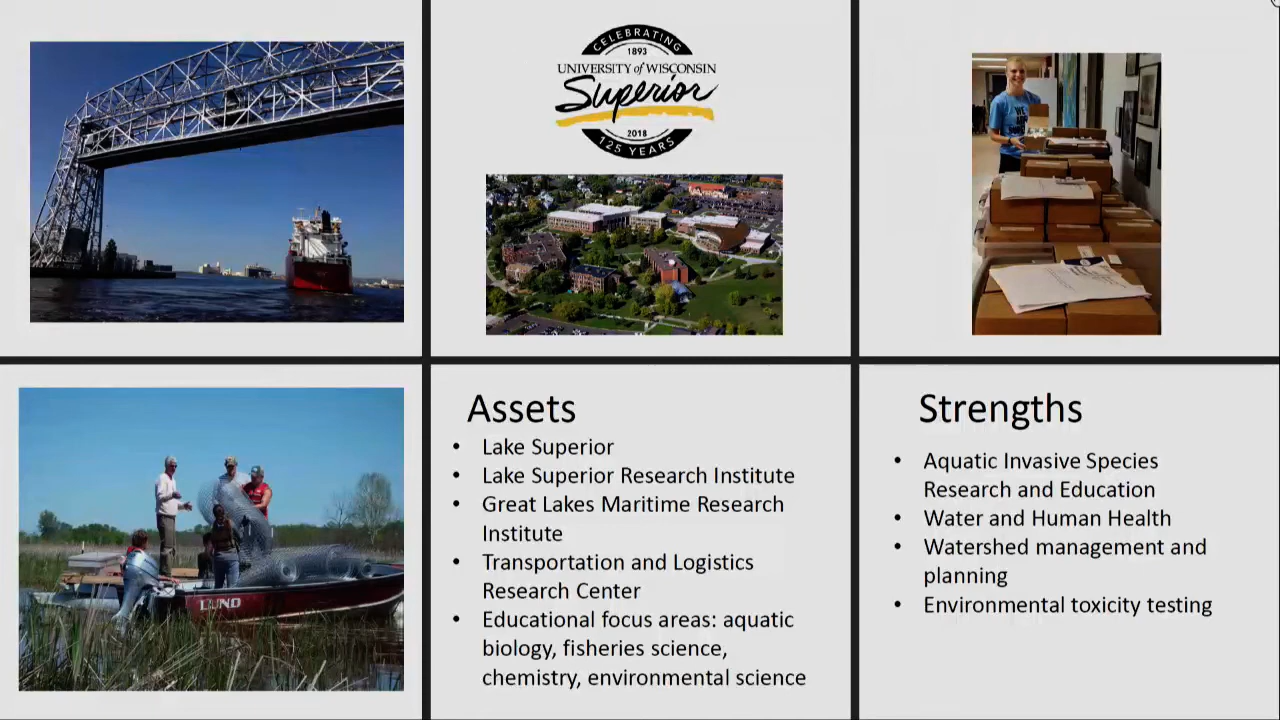 CELEBRATING
1893
UNIVERSITY of WISCONSIN
Superior
2018
125 YEARS
LUND
Assets
• Lake Superior
• Lake Superior Research Institute
• Great Lakes Maritime Research
Institute
• Transportation and Logistics
Research Center
• Educational focus areas: aquatic
biology, fisheries science,
chemistry, environmental science
Strengths
• Aquatic Invasive Species
Research and Education
• Water and Human Health
• Watershed management and
planning
• Environmental toxicity testing